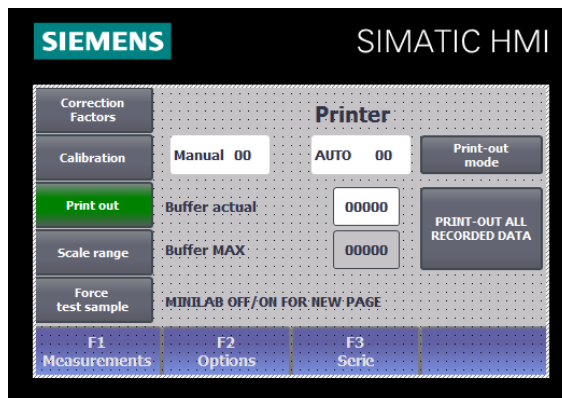 SIEMENS
SIMATIC HMI
Correction
Factors
Printer
Calibration
Manual 00
AUTO 00
Print-out
mode
Print out
Buffer actual
00000
PRINT-OUT ALL
RECORDED DATA
Scale range
Buffer MAX
00000
Force
test sample
MINILAB OFF/ON FOR NEW PAGE
F1
Measurements
F2
Options
F3
Serie